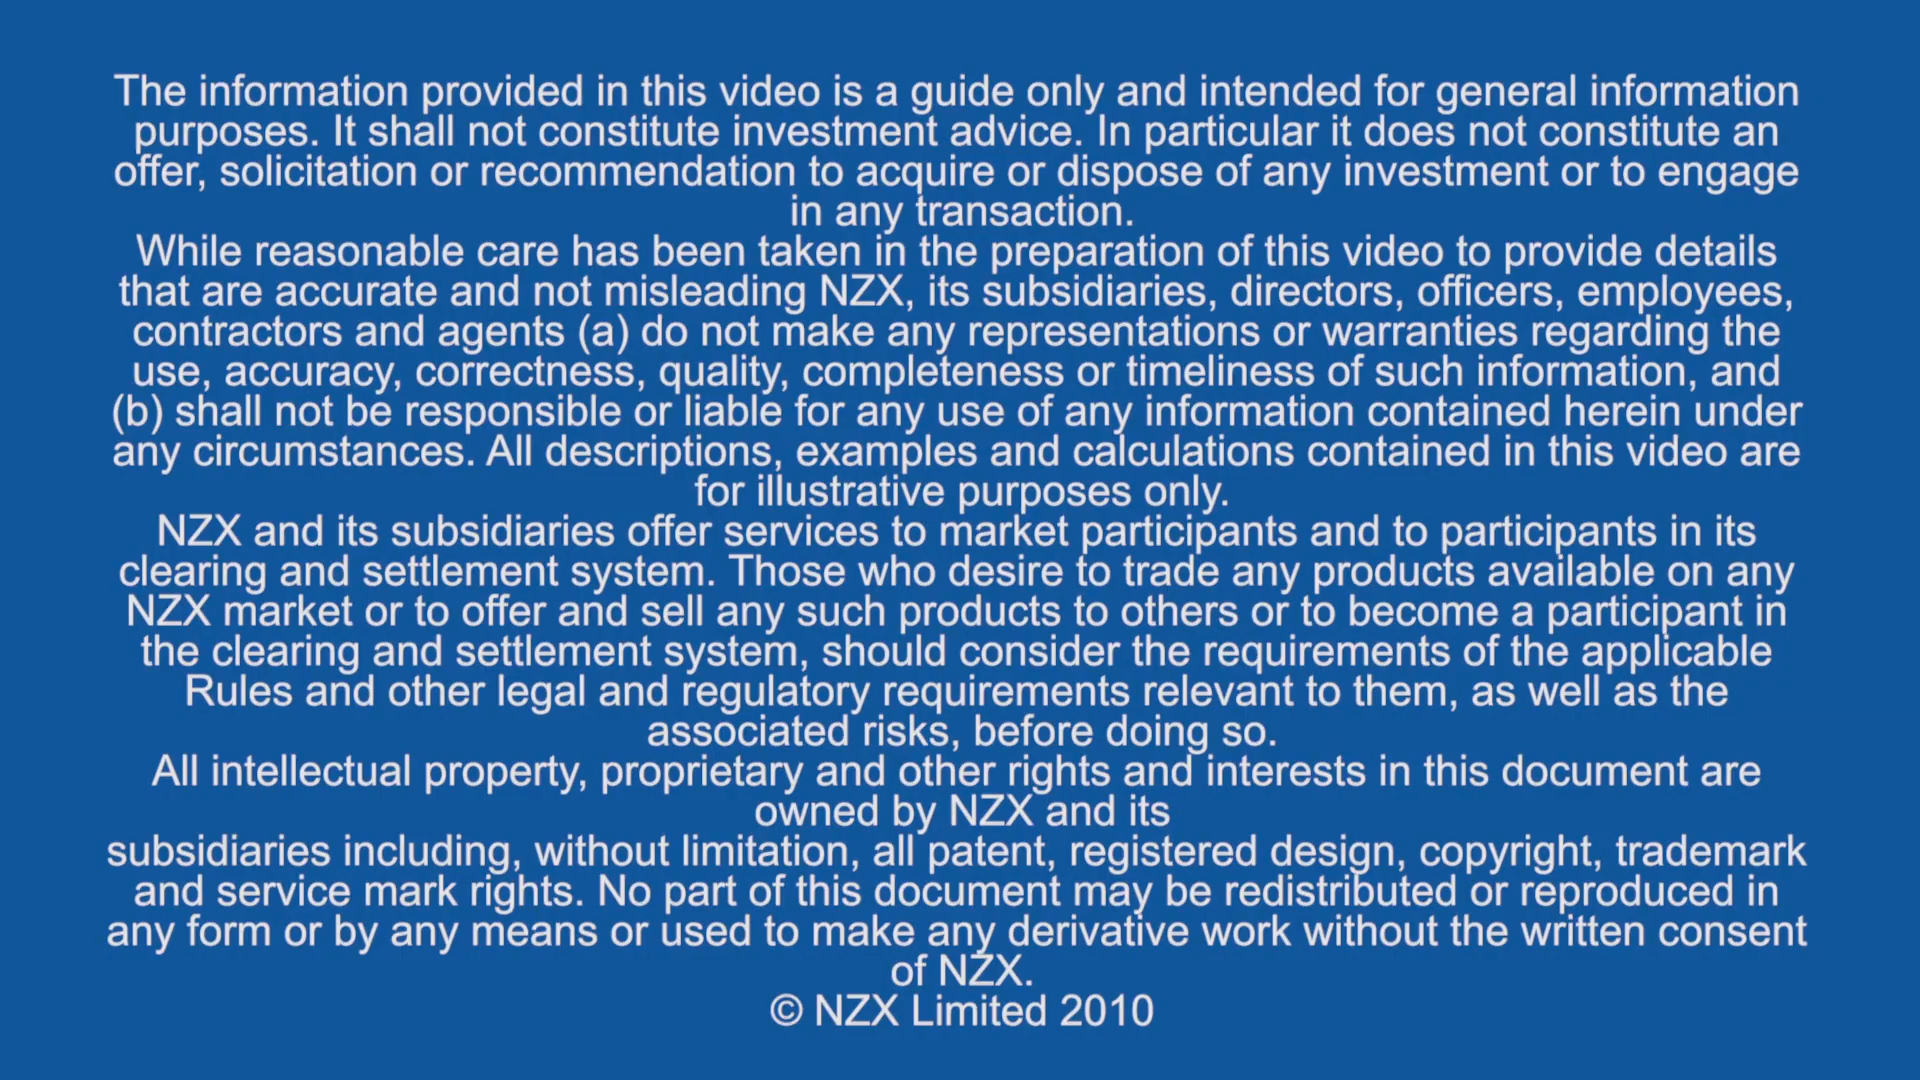 The information provided in this video is a guide only and intended for general information
purposes. It shall not constitute investment advice. In particular it does not constitute an
offer, solicitation or recommendation to acquire or dispose of any investment or to engage
in any transaction.
While reasonable care has been taken in the preparation of this video to provide details
that are accurate and not misleading NZX, its subsidiaries, directors, officers, employees,
contractors and agents (a) do not make any representations or warranties regarding the
use, accuracy, correctness, quality, completeness or timeliness of such information, and
(b) shall not be responsible or liable for any use of any information contained herein under
any circumstances. All descriptions, examples and calculations contained in this video are
for illustrative purposes only.
NZX and its subsidiaries offer services to market participants and to participants in its
clearing and settlement system. Those who desire to trade any products available on any
NZX market or to offer and sell any such products to others or to become a participant in
the clearing and settlement system, should consider the requirements of the applicable
Rules and other legal and regulatory requirements relevant to them, as well as the
associated risks, before doing so.
All intellectual property, proprietary and other rights and interests in this document are
owned by NZX and its
subsidiaries including, without limitation, all patent, registered design, copyright, trademark
and service mark rights. No part of this document may be redistributed or reproduced in
any form or by any means or used to make any derivative work without the written consent
of NZX.
© NZX Limited 2010